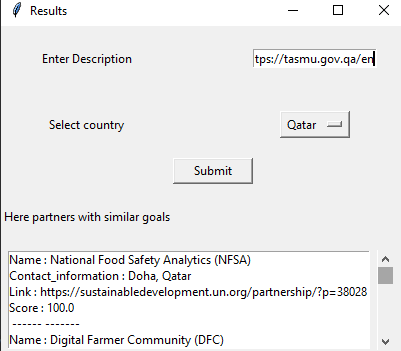 Results
Enter Description
tps://tasmu.gov.qa/en
Select country
Qatar
Submit
Here partners with similar goals
Name : National Food Safety Analytics (NFSA)
Contact_information : Doha, Qatar
Link : https://sustainabledevelopment.un.org/partnership/?p=38028
Score : 100.0
------ -------
Name : Digital Farmer Community (DFC)